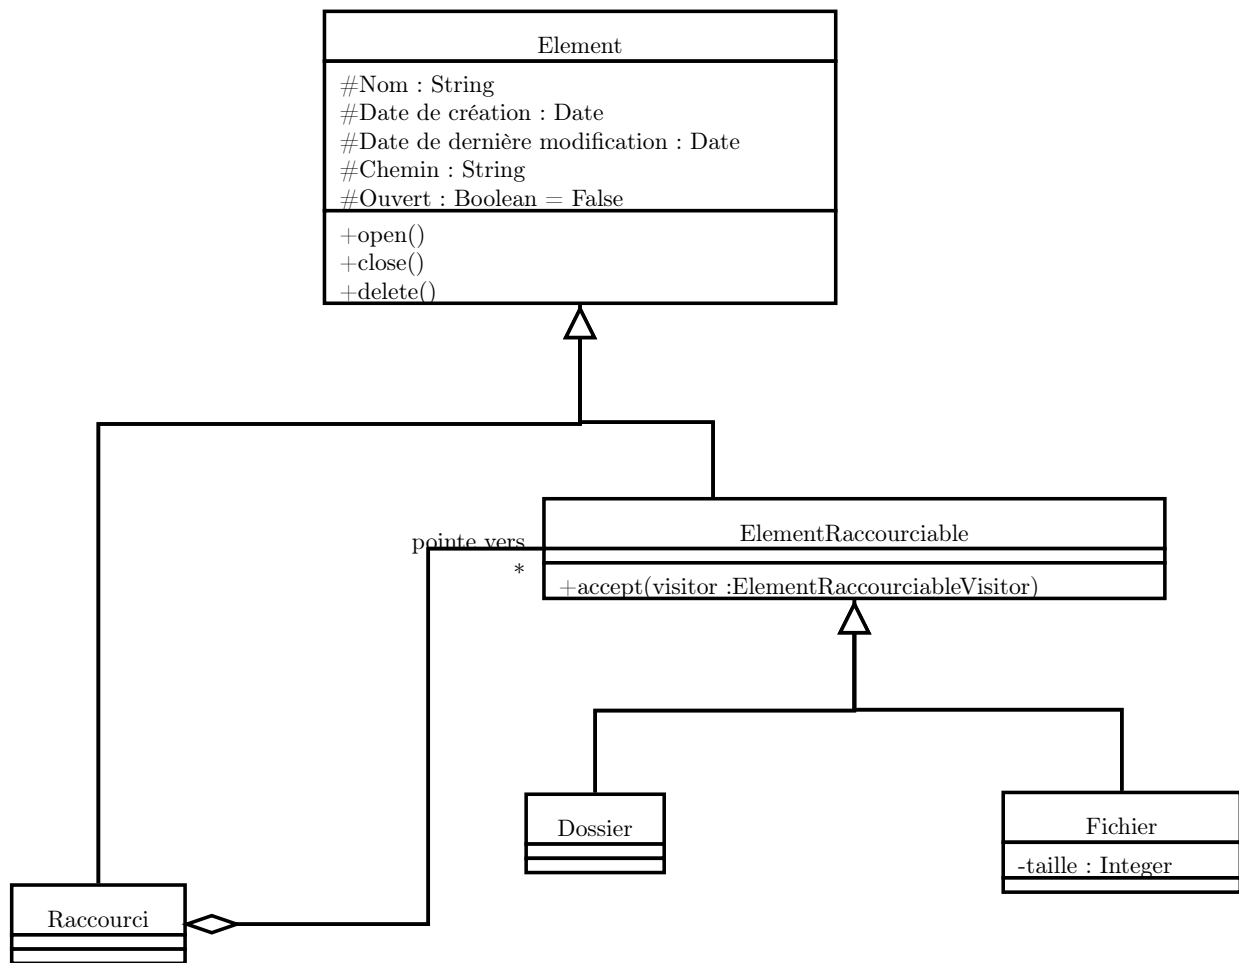 Element
#Nom : String
#Date de création : Date
#Date de dernière modification : Date
#Chemin : String
#Ouvert : Boolean = False
+open()
+close()
+delete()
ElementRaccourciable
pointe vers
*
+accept(visitor :ElementRaccourciableVisitor)
Dossier
Fichier
-taille : Integer
Raccourci